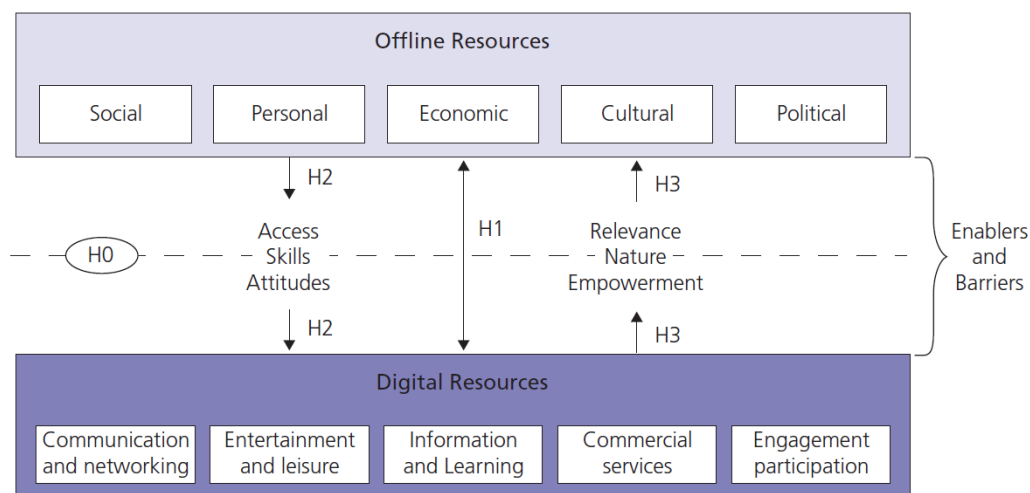 Offline Resources
Social
Personal
Economic
Cultural
Political
H2
H3
H1
H0
Access
Skills
Attitudes
Relevance
Nature
Empowerment
Enablers
and
Barriers
H2
H3
Digital Resources
Communication
and networking
Entertainment
and leisure
Information
and Learning
Commercial
services
Engagement
participation